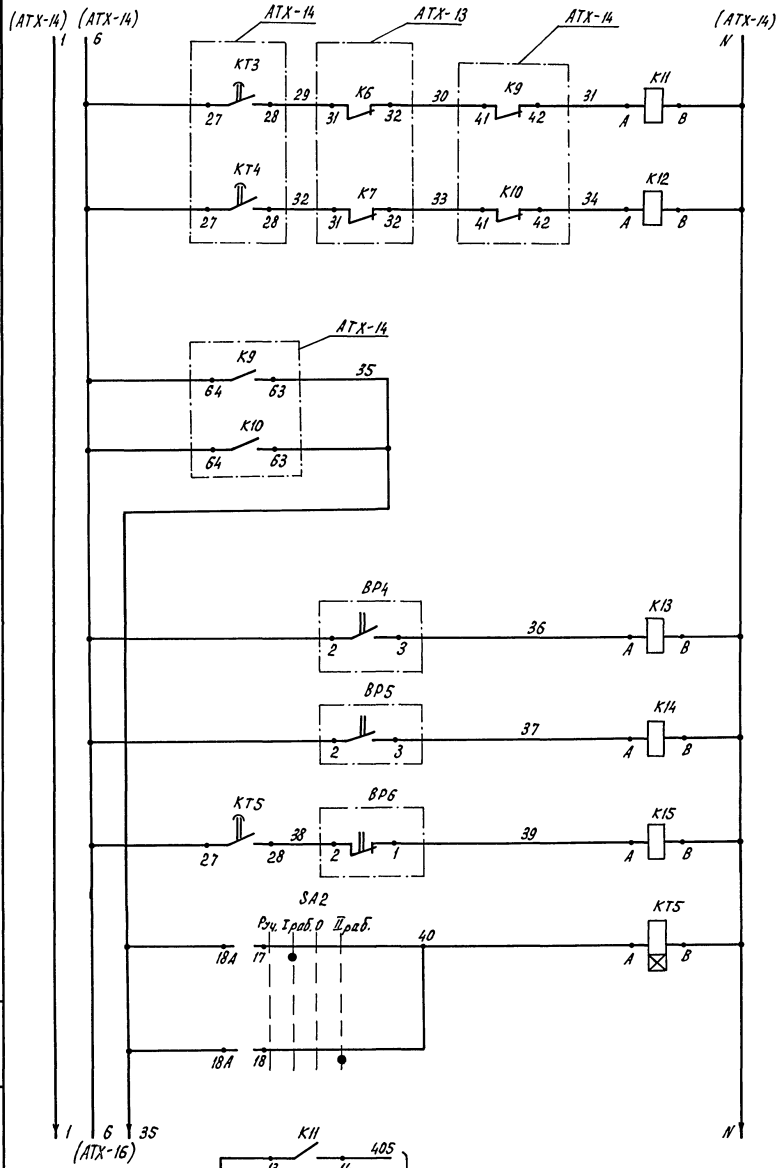 (АТХ-14) (АТХ-14) АТХ-14 АТХ-13 АТХ-14 (АТХ-14)
1 6 N
КТ3 К6 К9 К11
29 30 31
27 28 31 32 41 42 А В
КТ4 К7 К10 К12
32 33 34
27 28 31 32 41 42 А В
АТХ-14
К9 35
64 63
К10
64 63
ВР4 К13
36
2 3 А В
ВР5 К14
37
2 3 А В
КТ5 ВР6 К15
38 39
27 28 2 1 А В
SA2 КТ5
Руч. I раб. 0 II раб.
40
18А 17 А В
18А 18
1 6 35 N
(АТХ-16)
К11 405